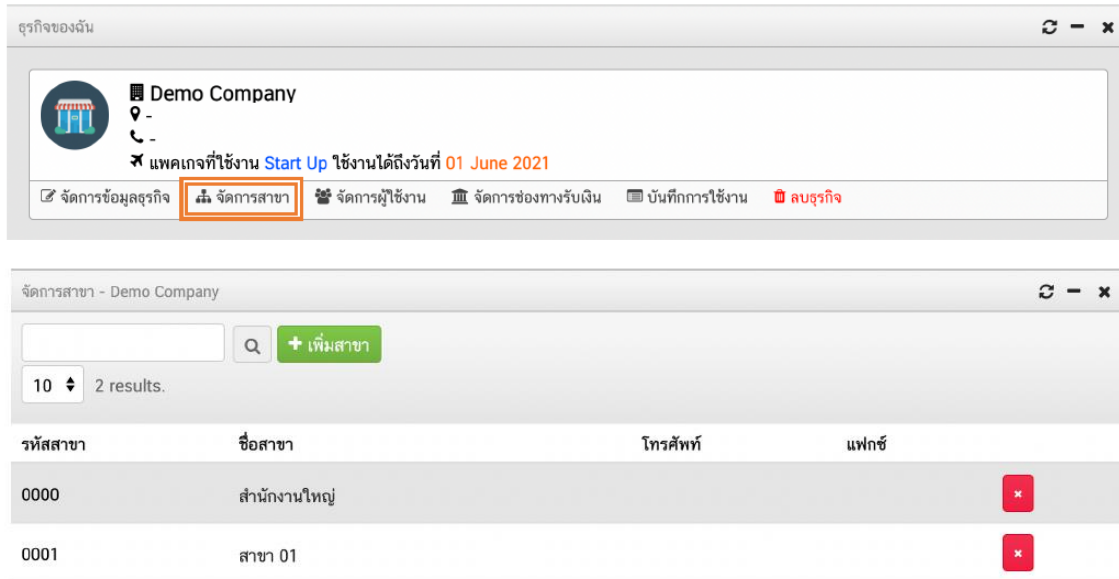 ธุรกิจของฉัน
Demo Company
-
-
แพคเกจที่ใช้งาน Start Up ใช้งานได้ถึงวันที่ 01 June 2021
จัดการข้อมูลธุรกิจ จัดการสาขา จัดการผู้ใช้งาน จัดการช่องทางรับเงิน บันทึกการใช้งาน ลบธุรกิจ
จัดการสาขา - Demo Company
เพิ่มสาขา
10 2 results.
รหัสสาขา ชื่อสาขา โทรศัพท์ แฟกซ์
0000 สำนักงานใหญ่
0001 สาขา 01